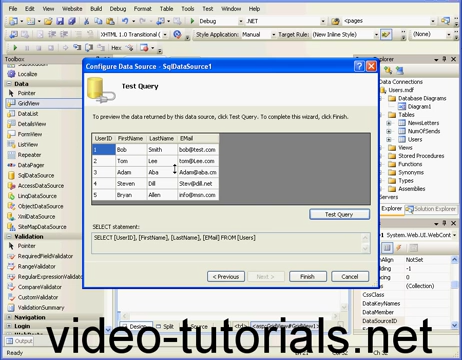 File Edit View Website Build Debug Format Data Tools Test Window Help
Debug .NET <pages
XHTML 1.0 Transitional ( Style Application: Manual Target Rule: (New Inline Style)
Hex
Toolbox
Localize
Data
Pointer
GridView
DataList
DetailsView
FormView
ListView
Repeater
DataPager
SqlDataSource
AccessDataSource
LinqDataSource
ObjectDataSource
XmlDataSource
SiteMapDataSource
Validation
Pointer
RequiredFieldValidator
RangeValidator
RegularExpressionValidator
CompareValidator
CustomValidator
ValidationSummary
Navigation
Login
Configure Data Source - SqlDataSource1
Test Query
To preview the data returned by this data source, click Test Query. To complete this wizard, click Finish.
UserID FirstName LastName EMail
1 Bob Smith bob@test.com
2 Tom Lee tom@Lee.com
3 Adam Aba Adam@aba.cm
4 Steven Dill Stev@dill.net
5 Bryan Allen info@msn.com
Test Query
SELECT statement:
SELECT [UserID], [FirstName], [LastName], [EMail] FROM [Users]
< Previous Next > Finish Cancel
Data Connections
Users.mdf
Database Diagrams
Diagram1
Tables
NewsLetters
NumOfSends
Users
Views
Stored Procedures
Functions
Synonyms
Types
Assemblies
Explorer Solution Explorer
System.Web.UI.WebCont
NotSet
-1
0
(Collection)
CssClass
DataKeyNames
DataMember
DataSourceID
Design Split Source <asp:GridView#GridView1>
video-tutorials.net